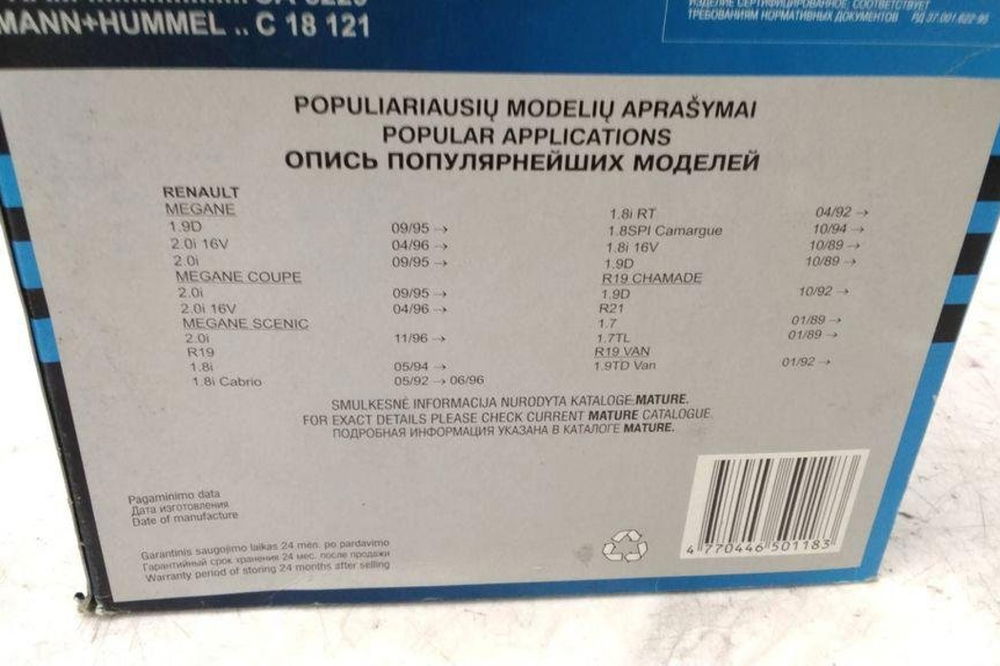 MANN+HUMMEL .. C 18 121
ИЗДЕЛИЕ СЕРТИФИЦИРОВАННОЕ, СООТВЕТСТВУЕТ
ТРЕБОВАНИЯМ НОРМАТИВНЫХ ДОКУМЕНТОВ РД 37.001.622-95
POPULIARIAUSIŲ MODELIŲ APRAŠYMAI
POPULAR APPLICATIONS
ОПИСЬ ПОПУЛЯРНЕЙШИХ МОДЕЛЕЙ
RENAULT
MEGANE
1.9D 09/95 →
2.0i 16V 04/96 →
2.0i 09/95 →
MEGANE COUPE
2.0i 09/95 →
2.0i 16V 04/96 →
MEGANE SCENIC
2.0i 11/96 →
R19
1.8i 05/94 →
1.8i Cabrio 05/92 → 06/96
1.8i RT 04/92 →
1.8SPI Camargue 10/94 →
1.8i 16V 10/89 →
1.9D 10/89 →
R19 CHAMADE
1.9D 10/92 →
R21
1.7 01/89 →
1.7TL 01/89 →
R19 VAN
1.9TD Van 01/92 →
SMULKESNĖ INFORMACIJA NURODYTA KATALOGE MATURE.
FOR EXACT DETAILS PLEASE CHECK CURRENT MATURE CATALOGUE.
ПОДРОБНАЯ ИНФОРМАЦИЯ УКАЗАНА В КАТАЛОГЕ MATURE.
Pagaminimo data
Дата изготовления
Date of manufacture
Garantinis saugojimo laikas 24 mėn. po pardavimo
Гарантийный срок хранения 24 мес. после продажи
Warranty period of storing 24 months after selling
4 770446 501183